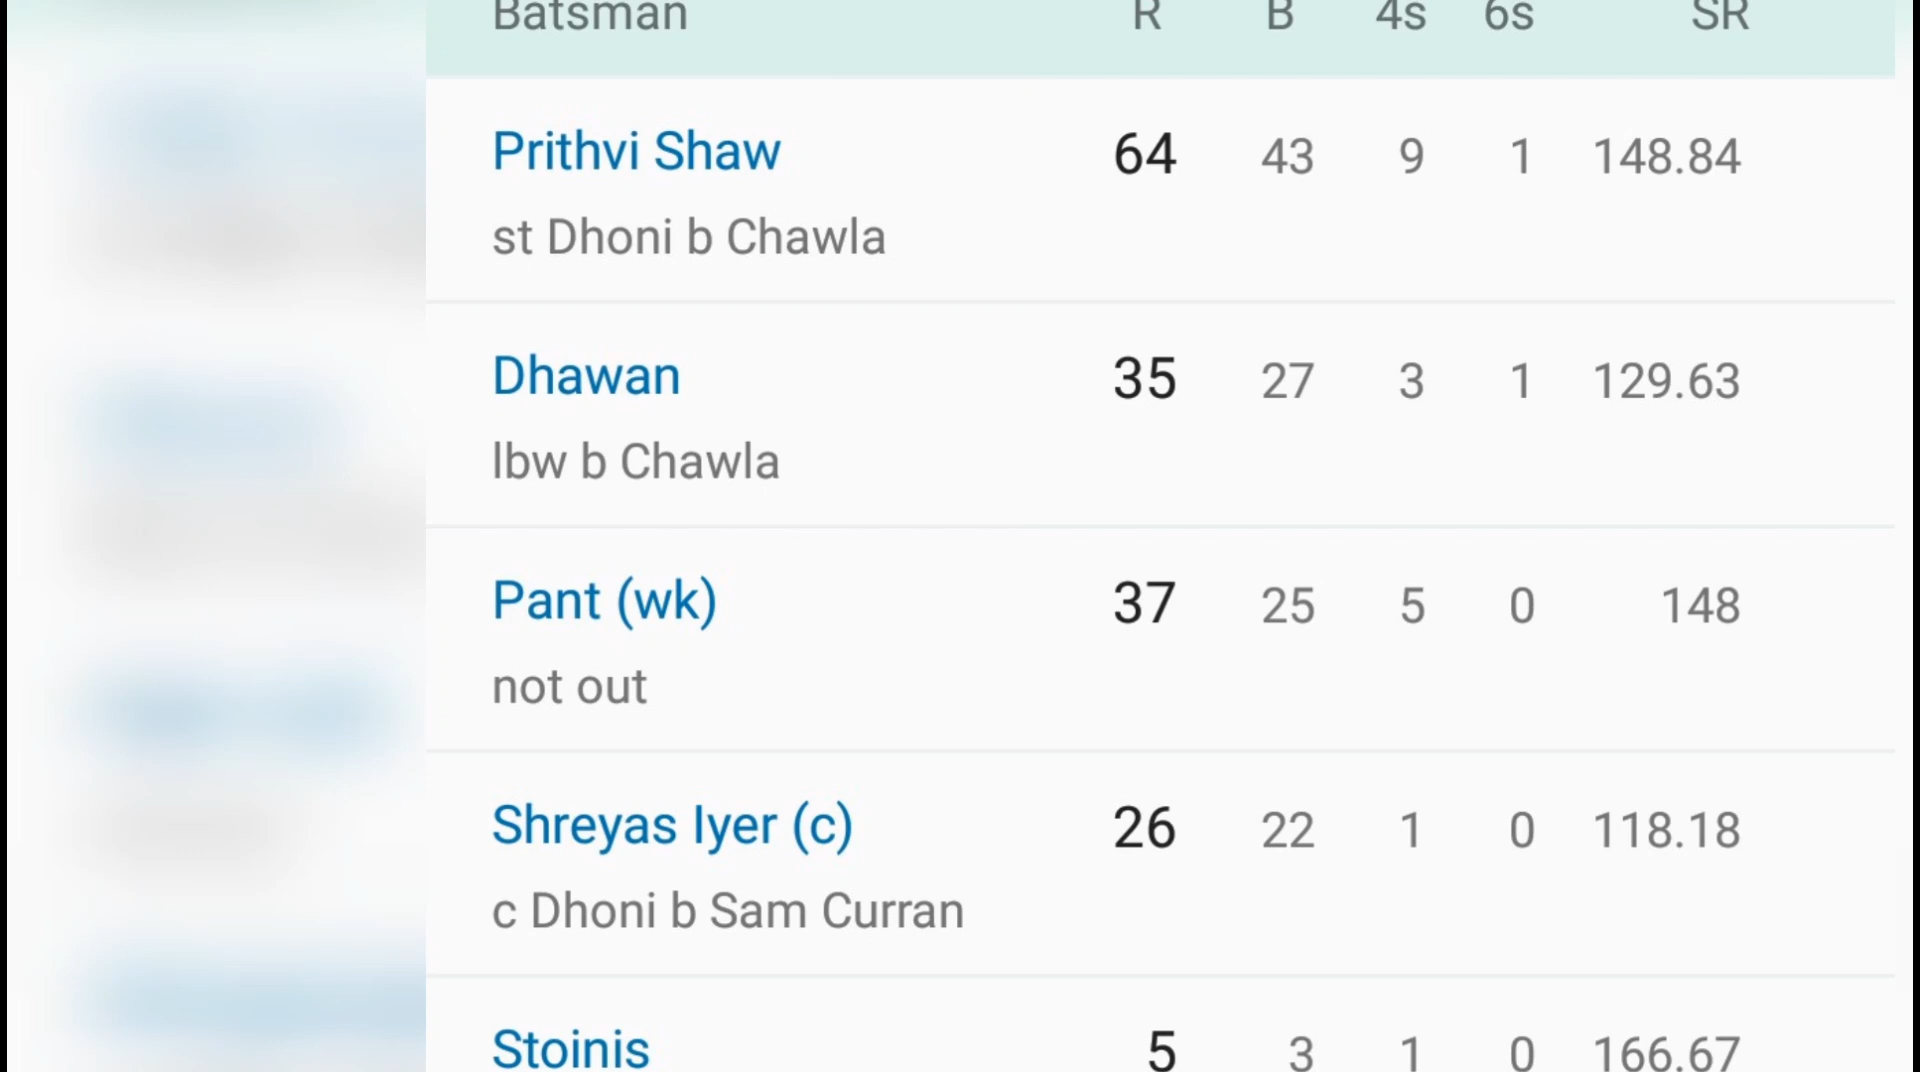 Batsman R B 4s 6s SR
Prithvi Shaw 64 43 9 1 148.84
st Dhoni b Chawla
Dhawan 35 27 3 1 129.63
lbw b Chawla
Pant (wk) 37 25 5 0 148
not out
Shreyas Iyer (c) 26 22 1 0 118.18
c Dhoni b Sam Curran
Stoinis 5 3 1 0 166.67